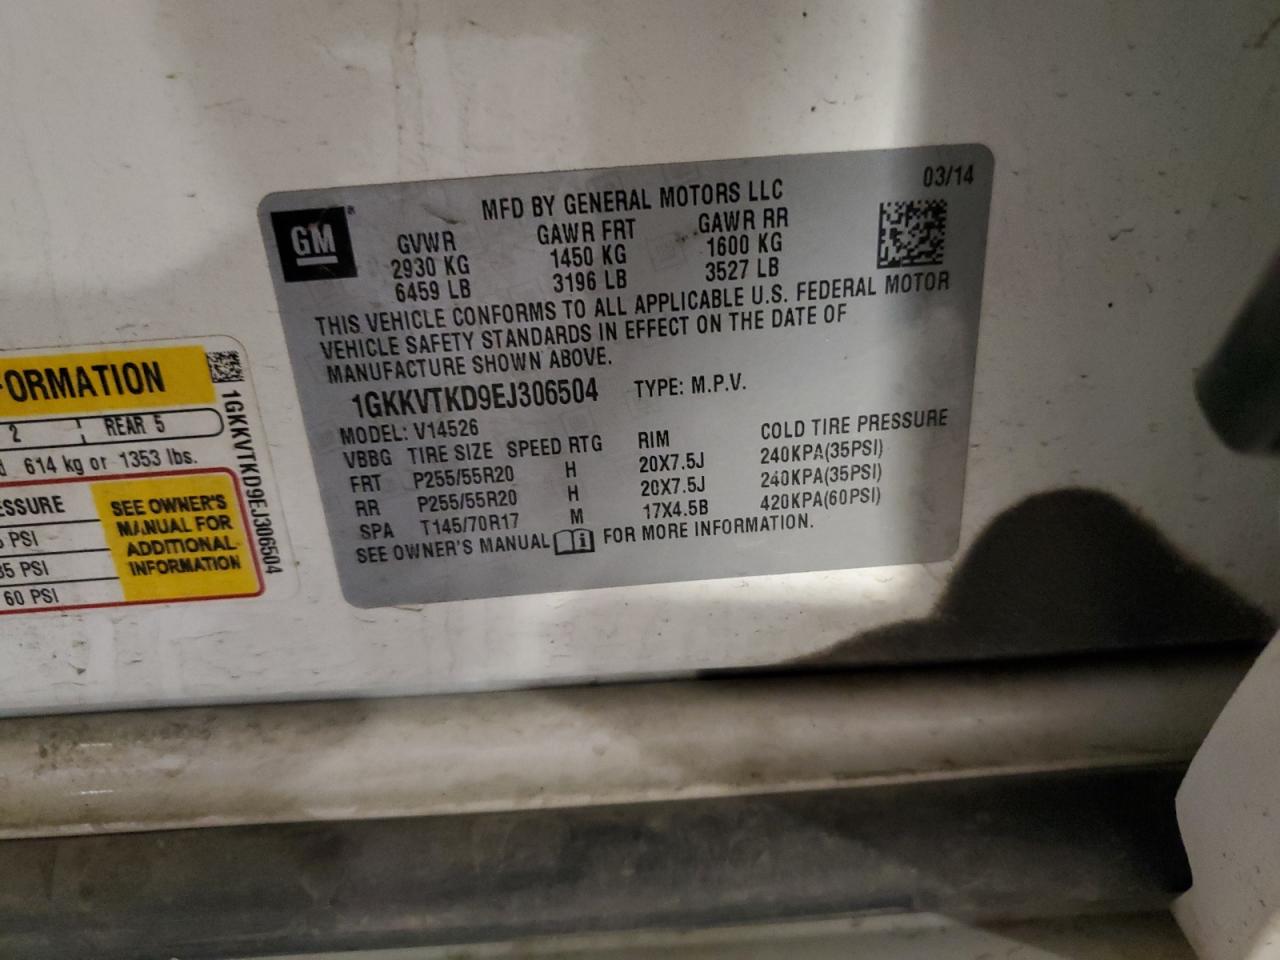 03/14
MFD BY GENERAL MOTORS LLC
GM
GVWR GAWR FRT GAWR RR
2930 KG 1450 KG 1600 KG
6459 LB 3196 LB 3527 LB
THIS VEHICLE CONFORMS TO ALL APPLICABLE U.S. FEDERAL MOTOR
VEHICLE SAFETY STANDARDS IN EFFECT ON THE DATE OF
MANUFACTURE SHOWN ABOVE.
1GKKVTKD9EJ306504 TYPE: M.P.V.
MODEL: V14526
VBBG TIRE SIZE SPEED RTG RIM COLD TIRE PRESSURE
FRT P255/55R20 H 20X7.5J 240KPA(35PSI)
RR P255/55R20 H 20X7.5J 240KPA(35PSI)
SPA T145/70R17 M 17X4.5B 420KPA(60PSI)
SEE OWNER'S MANUAL i FOR MORE INFORMATION.
ORMATION
2 REAR 5
614 kg or 1353 lbs.
ESSURE
PSI
35 PSI
60 PSI
SEE OWNER'S
MANUAL FOR
ADDITIONAL
INFORMATION
1GKKVTKD9EJ306504